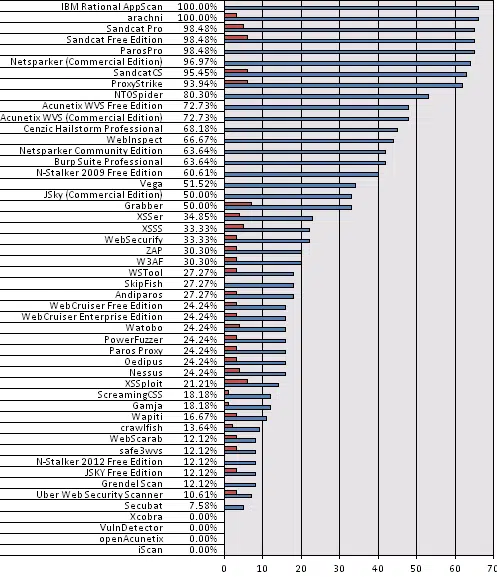 IBM Rational AppScan 100.00%
arachni 100.00%
Sandcat Pro 98.48%
Sandcat Free Edition 98.48%
ParosPro 98.48%
Netsparker (Commercial Edition) 96.97%
SandcatCS 95.45%
ProxyStrike 93.94%
NTOSpider 80.30%
Acunetix WVS Free Edition 72.73%
Acunetix WVS (Commercial Edition) 72.73%
Cenzic Hailstorm Professional 68.18%
WebInspect 66.67%
Netsparker Community Edition 63.64%
Burp Suite Professional 63.64%
N-Stalker 2009 Free Edition 60.61%
Vega 51.52%
JSky (Commercial Edition) 50.00%
Grabber 50.00%
XSSer 34.85%
XSSS 33.33%
WebSecurify 33.33%
ZAP 30.30%
W3AF 30.30%
WSTool 27.27%
SkipFish 27.27%
Andiparos 27.27%
WebCruiser Free Edition 24.24%
WebCruiser Enterprise Edition 24.24%
Watobo 24.24%
PowerFuzzer 24.24%
Paros Proxy 24.24%
Oedipus 24.24%
Nessus 24.24%
XSSploit 21.21%
ScreamingCSS 18.18%
Gamja 18.18%
Wapiti 16.67%
crawlfish 13.64%
WebScarab 12.12%
safe3wvs 12.12%
N-Stalker 2012 Free Edition 12.12%
JSKY Free Edition 12.12%
Grendel Scan 12.12%
Uber Web Security Scanner 10.61%
Secubat 7.58%
Xcobra 0.00%
VulnDetector 0.00%
openAcunetix 0.00%
iScan 0.00%
0 10 20 30 40 50 60 70